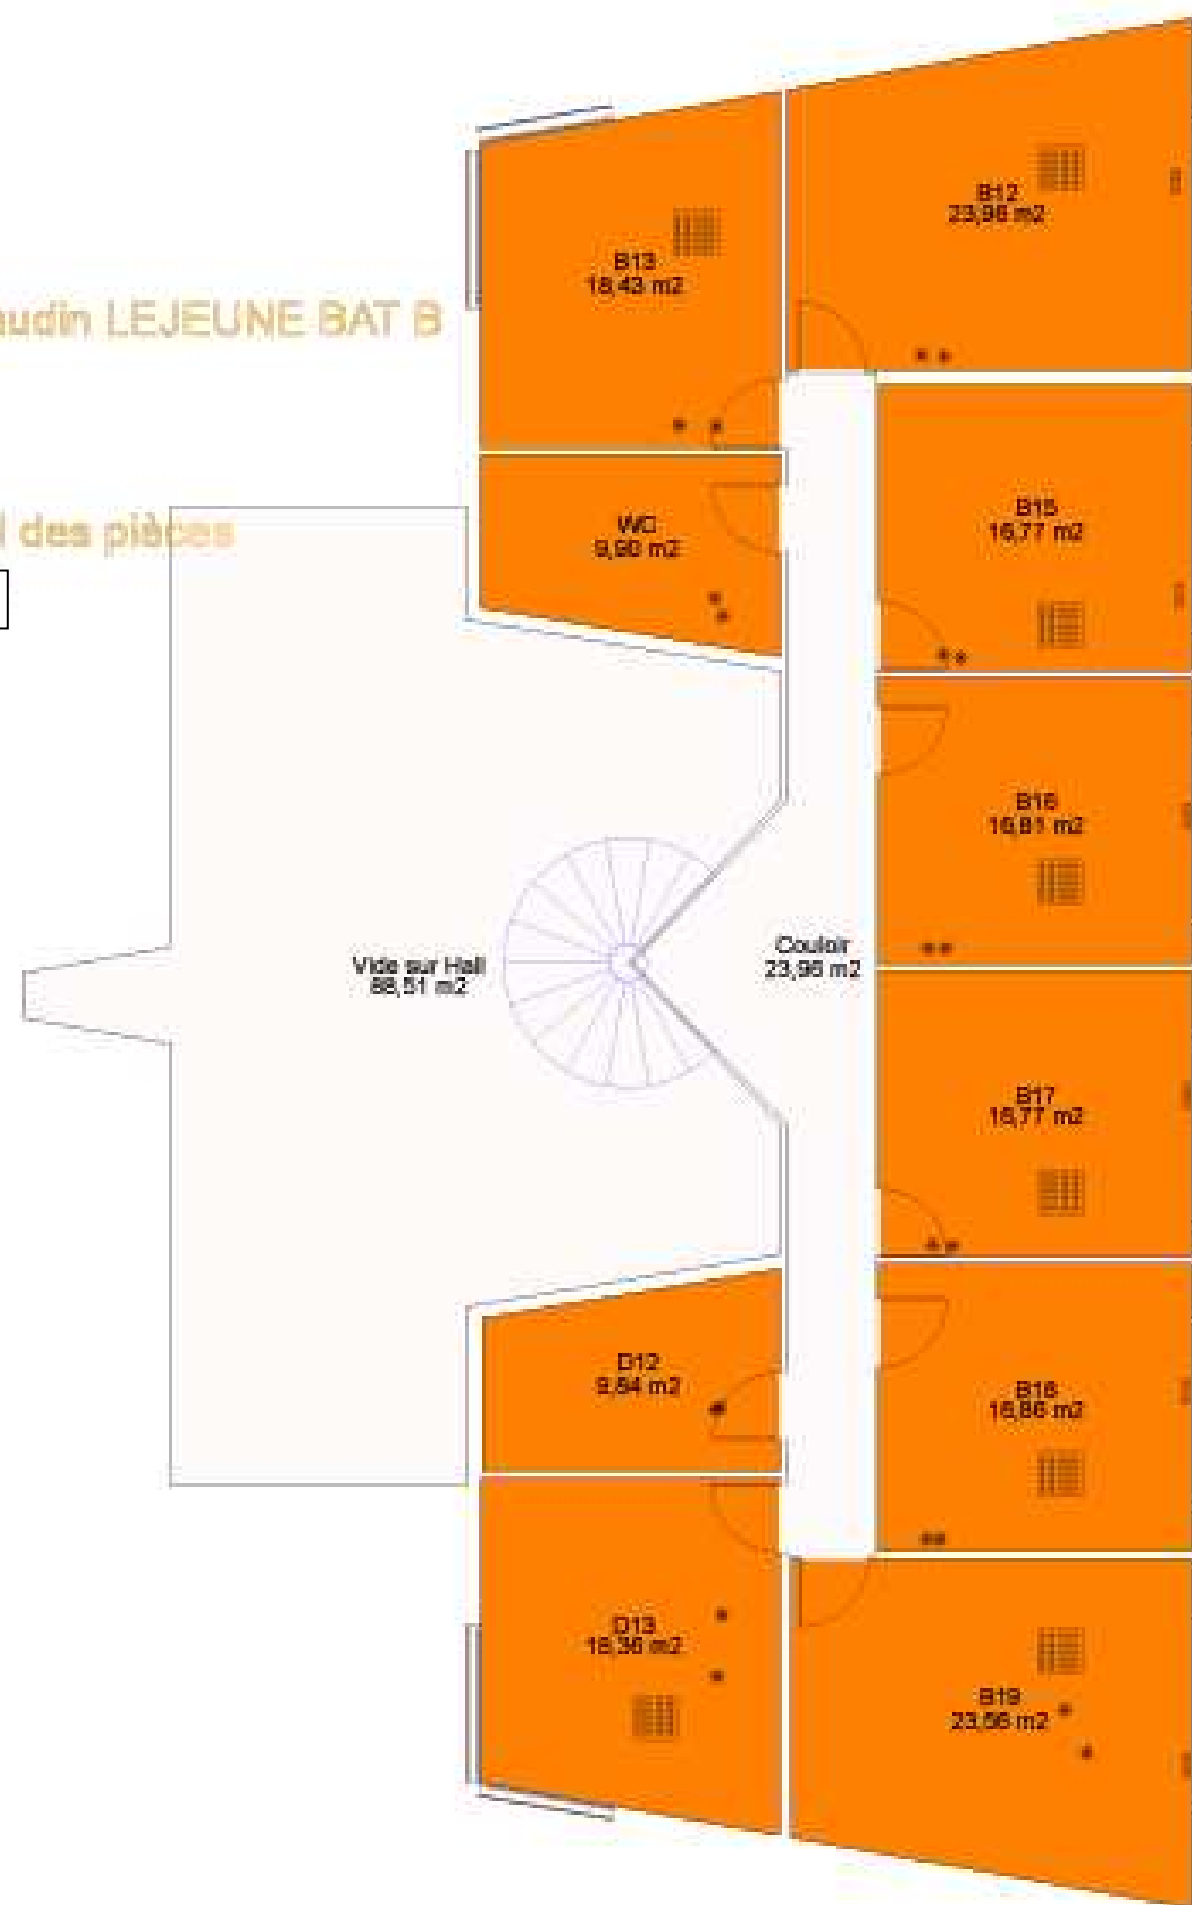 B12
23,98 m2
B13
18,43 m2
audin LEJEUNE BAT B
B15
16,77 m2
WC
9,90 m2
des pièces
B16
16,81 m2
Couloir
23,96 m2
Vide sur Hall
88,51 m2
B17
16,77 m2
D12
9,84 m2
B18
16,86 m2
D13
18,36 m2
B19
23,56 m2